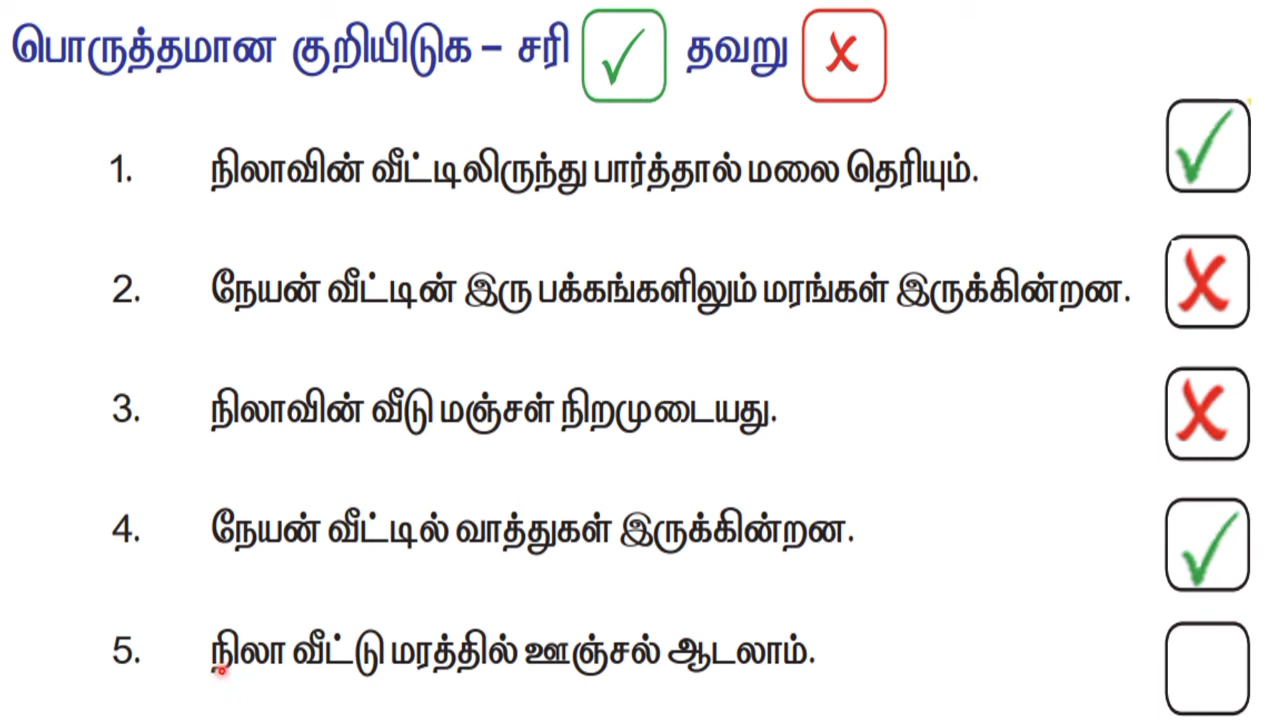 பொருத்தமான குறியிடுக – சரி ✓ தவறு ✗
1. நிலாவின் வீட்டிலிருந்து பார்த்தால் மலை தெரியும். ✓
2. நேயன் வீட்டின் இரு பக்கங்களிலும் மரங்கள் இருக்கின்றன. ✗
3. நிலாவின் வீடு மஞ்சள் நிறமுடையது. ✗
4. நேயன் வீட்டில் வாத்துகள் இருக்கின்றன. ✓
5. நிலா வீட்டு மரத்தில் ஊஞ்சல் ஆடலாம்.